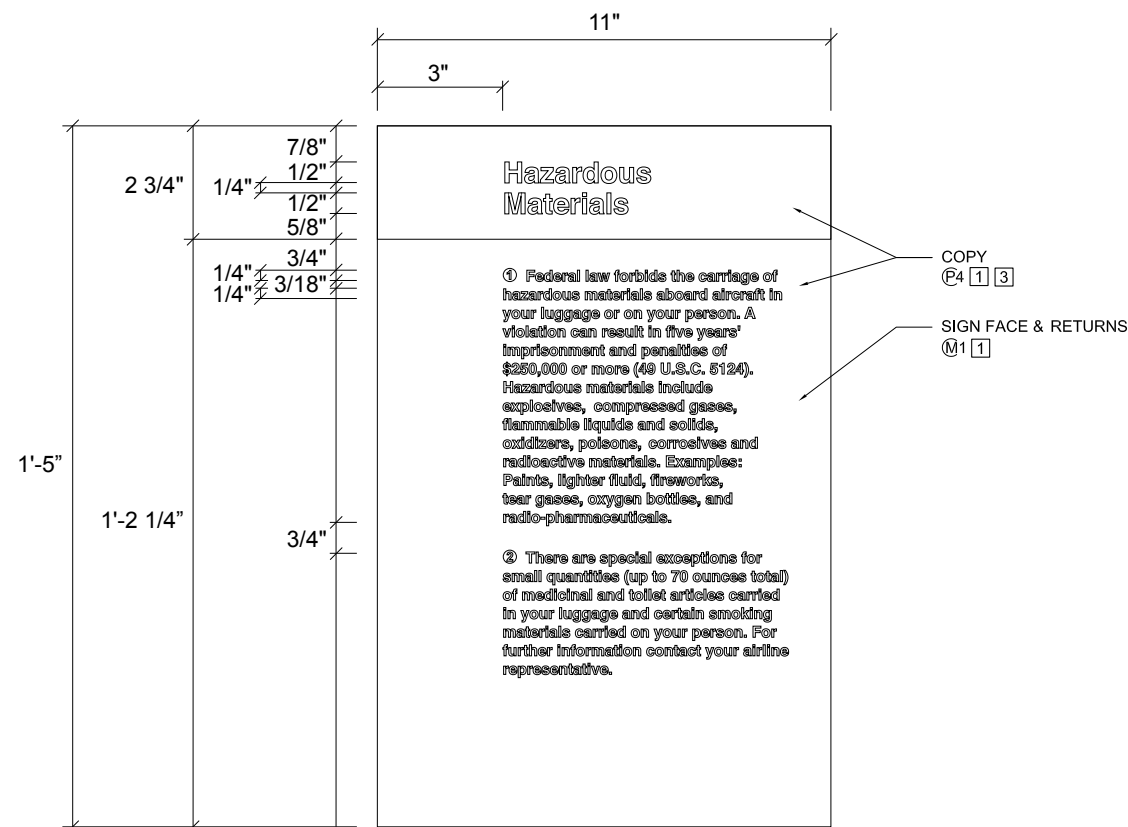 11"
3"
7/8"
1/2"
2 3/4"
1/4"
1/2"
5/8"
3/4"
1/4"
3/18"
1/4"
1'-5”
1'-2 1/4”
3/4"
Hazardous
Materials
① Federal law forbids the carriage of
hazardous materials aboard aircraft in
your luggage or on your person. A
violation can result in five years'
imprisonment and penalties of
$250,000 or more (49 U.S.C. 5124).
Hazardous materials include
explosives, compressed gases,
flammable liquids and solids,
oxidizers, poisons, corrosives and
radioactive materials. Examples:
Paints, lighter fluid, fireworks,
tear gases, oxygen bottles, and
radio-pharmaceuticals.
② There are special exceptions for
small quantities (up to 70 ounces total)
of medicinal and toilet articles carried
in your luggage and certain smoking
materials carried on your person. For
further information contact your airline
representative.
COPY
P4 1 3
SIGN FACE & RETURNS
M1 1